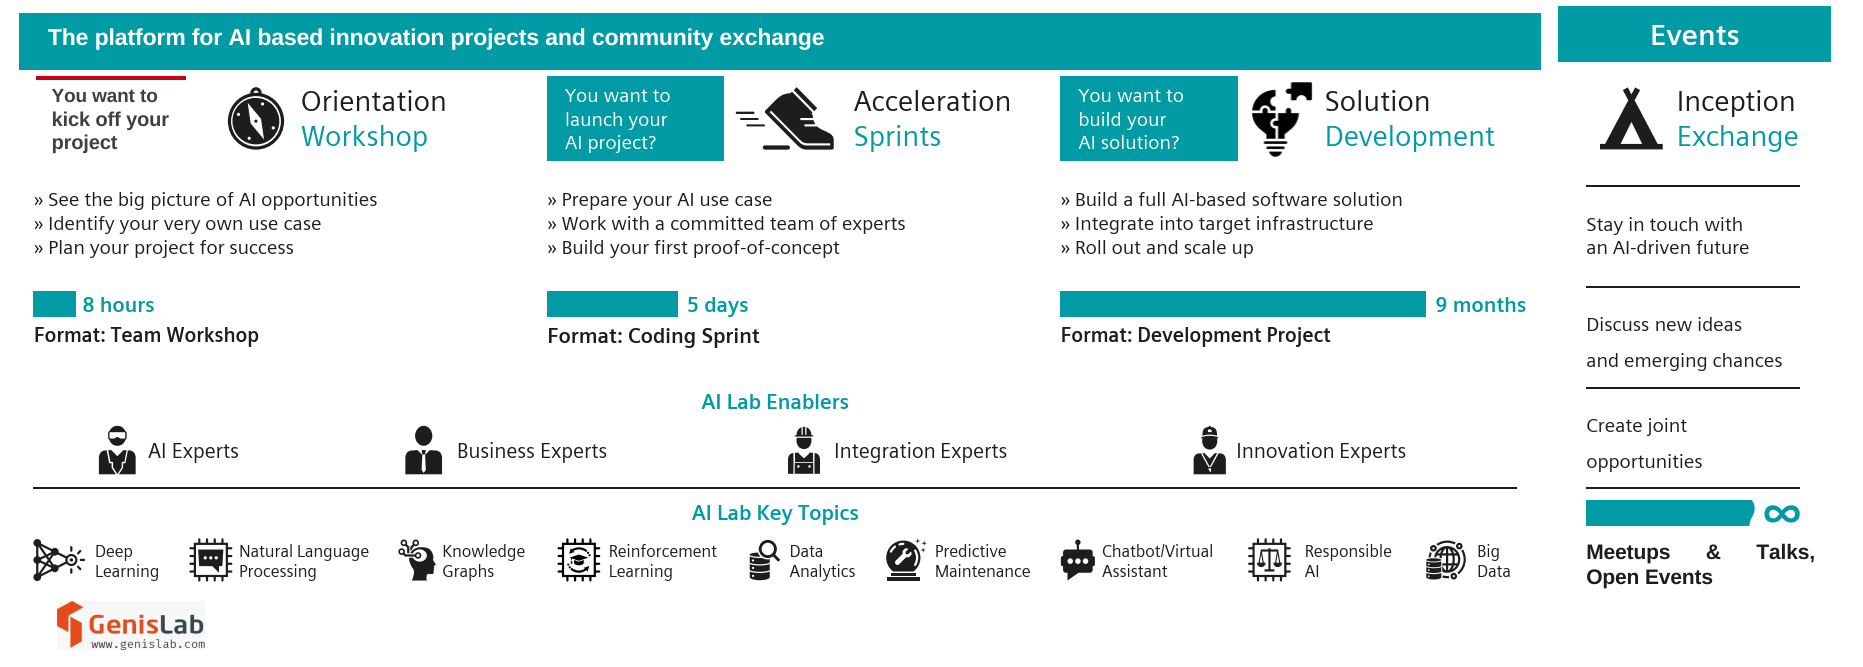 The platform for AI based innovation projects and community exchange
You want to
kick off your
project
Orientation
Workshop
» See the big picture of AI opportunities
» Identify your very own use case
» Plan your project for success
8 hours
Format: Team Workshop
You want to
launch your
AI project?
Acceleration
Sprints
» Prepare your AI use case
» Work with a committed team of experts
» Build your first proof-of-concept
5 days
Format: Coding Sprint
You want to
build your
AI solution?
Solution
Development
» Build a full AI-based software solution
» Integrate into target infrastructure
» Roll out and scale up
9 months
Format: Development Project
AI Lab Enablers
AI Experts
Business Experts
Integration Experts
Innovation Experts
AI Lab Key Topics
Deep
Learning
Natural Language
Processing
Knowledge
Graphs
Reinforcement
Learning
Data
Analytics
Predictive
Maintenance
Chatbot/Virtual
Assistant
Responsible
AI
Big
Data
GenisLab
www.genislab.com
Events
Inception
Exchange
Stay in touch with
an AI-driven future
Discuss new ideas
and emerging chances
Create joint
opportunities
∞
Meetups & Talks,
Open Events